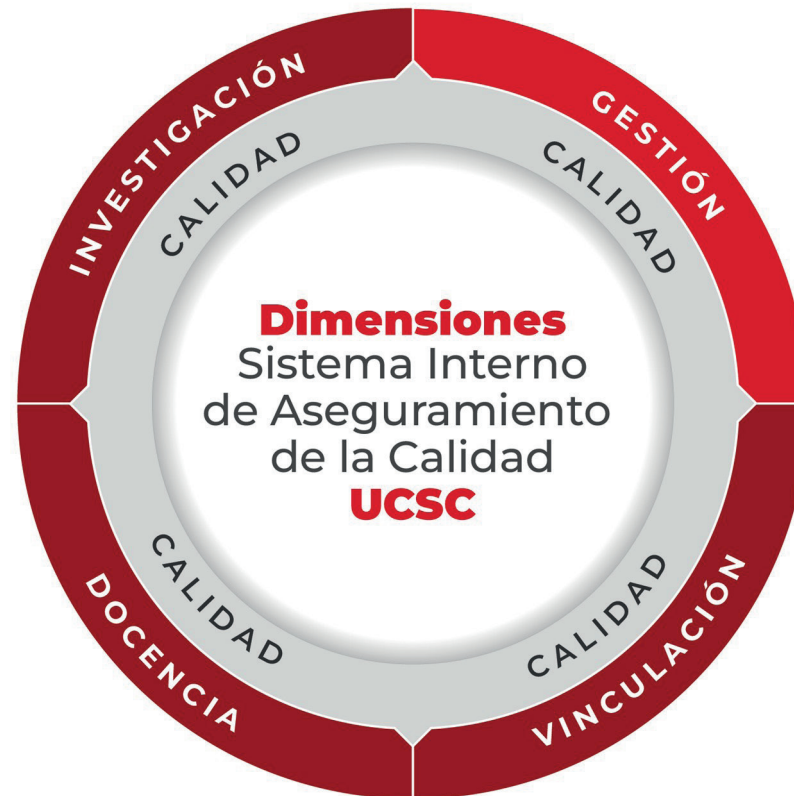 INVESTIGACIÓN
GESTIÓN
CALIDAD
CALIDAD
Dimensiones
Sistema Interno
de Aseguramiento
de la Calidad
UCSC
CALIDAD
CALIDAD
DOCENCIA
VINCULACIÓN